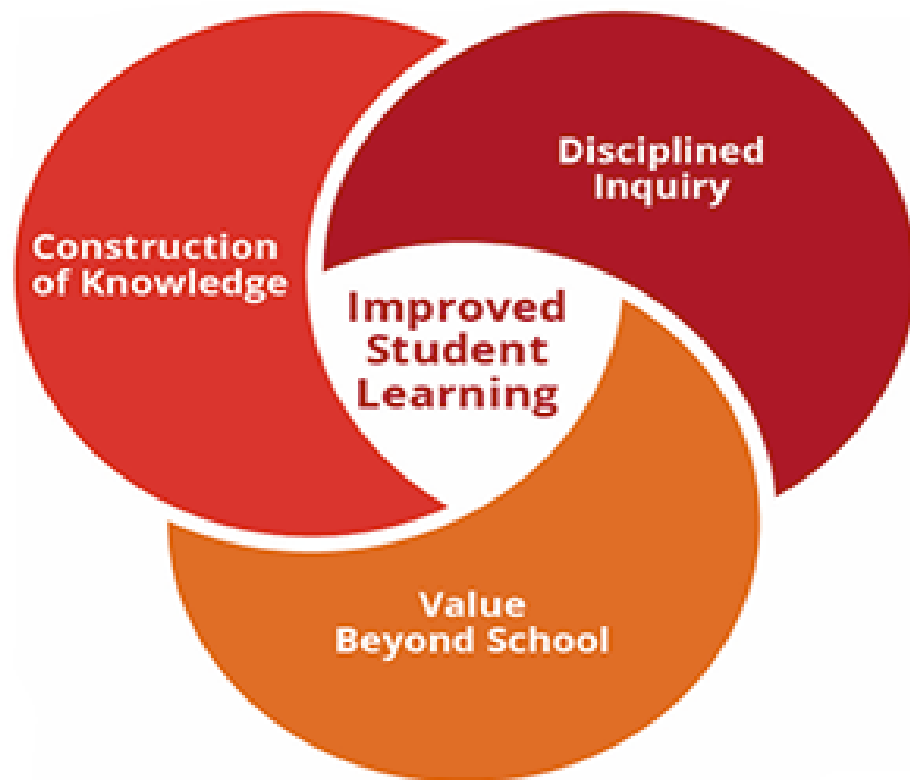 Disciplined
Inquiry
Construction
of Knowledge
Improved
Student
Learning
Value
Beyond School